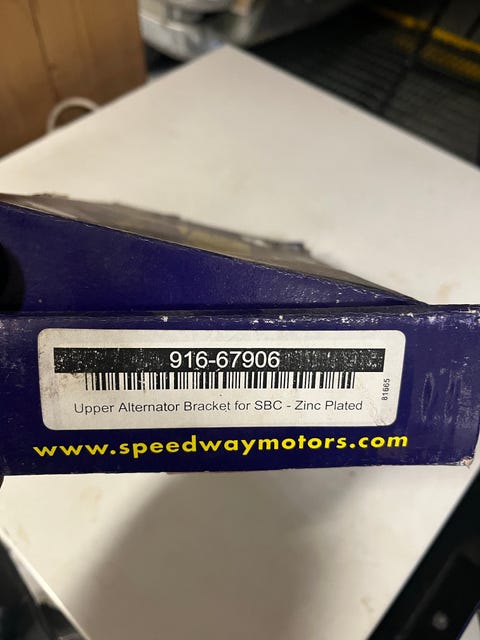 916-67906
Upper Alternator Bracket for SBC - Zinc Plated
81665
www.speedwaymotors.com